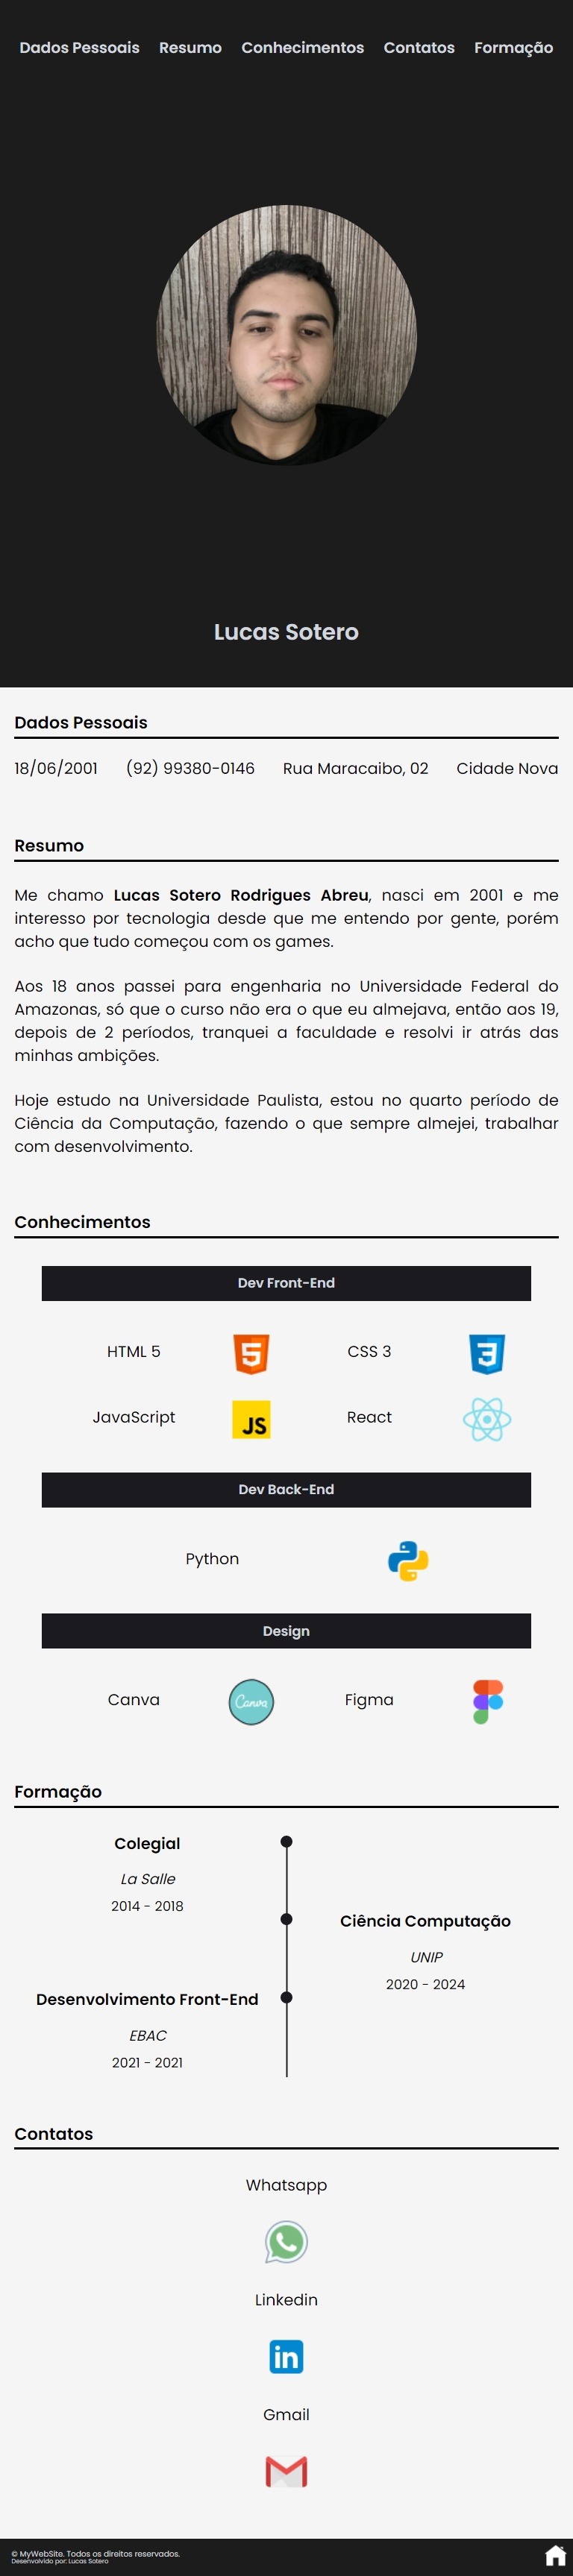 Dados Pessoais Resumo Conhecimentos Contatos Formação
Lucas Sotero
Dados Pessoais
18/06/2001 (92) 99380-0146 Rua Maracaibo, 02 Cidade Nova
Resumo
Me chamo Lucas Sotero Rodrigues Abreu, nasci em 2001 e me
interesso por tecnologia desde que me entendo por gente, porém
acho que tudo começou com os games.
Aos 18 anos passei para engenharia no Universidade Federal do
Amazonas, só que o curso não era o que eu almejava, então aos 19,
depois de 2 períodos, tranquei a faculdade e resolvi ir atrás das
minhas ambições.
Hoje estudo na Universidade Paulista, estou no quarto período de
Ciência da Computação, fazendo o que sempre almejei, trabalhar
com desenvolvimento.
Conhecimentos
Dev Front-End
HTML 5 5 CSS 3 3
JavaScript JS React
Dev Back-End
Python
Design
Canva Canva Figma
Formação
Colegial
La Salle
2014 - 2018
Ciência Computação
UNIP
2020 - 2024
Desenvolvimento Front-End
EBAC
2021 - 2021
Contatos
Whatsapp
Linkedin
in
Gmail
© MyWebSite. Todos os direitos reservados.
Desenvolvido por: Lucas Sotero